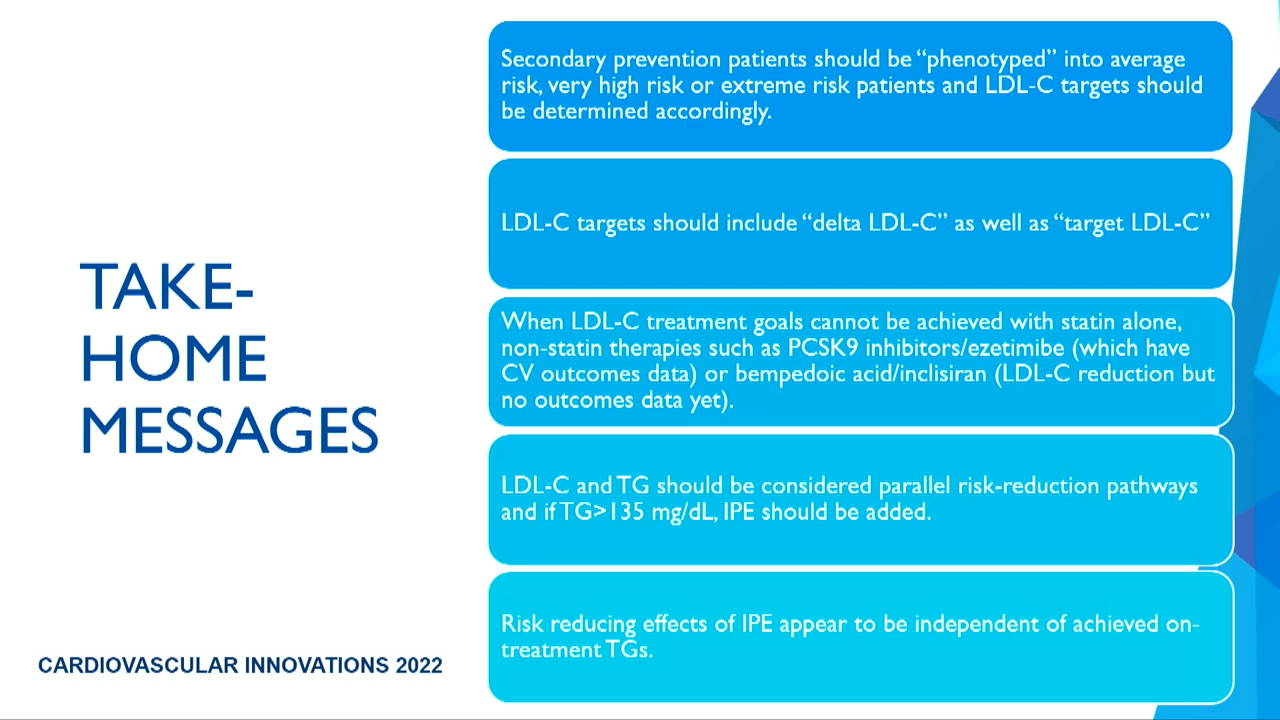 TAKE-
HOME
MESSAGES
CARDIOVASCULAR INNOVATIONS 2022
Secondary prevention patients should be “phenotyped” into average
risk, very high risk or extreme risk patients and LDL-C targets should
be determined accordingly.
LDL-C targets should include “delta LDL-C” as well as “target LDL-C”
When LDL-C treatment goals cannot be achieved with statin alone,
non-statin therapies such as PCSK9 inhibitors/ezetimibe (which have
CV outcomes data) or bempedoic acid/inclisiran (LDL-C reduction but
no outcomes data yet).
LDL-C and TG should be considered parallel risk-reduction pathways
and if TG>135 mg/dL, IPE should be added.
Risk reducing effects of IPE appear to be independent of achieved on-
treatment TGs.